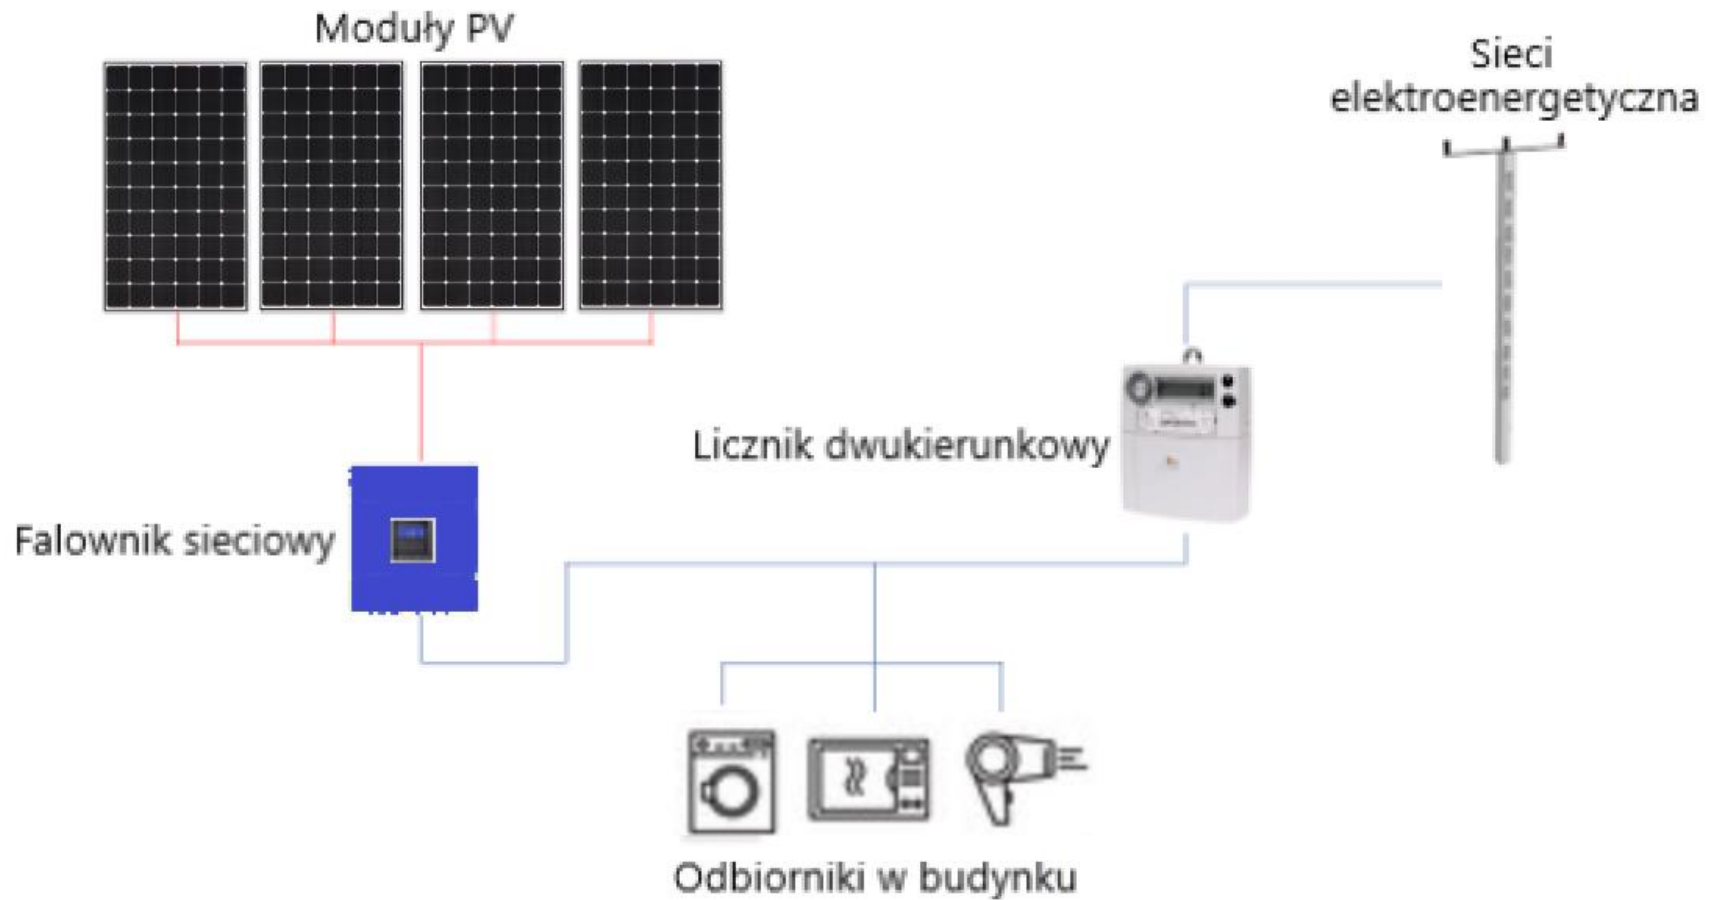 Moduły PV
Sieci
elektroenergetyczna
Licznik dwukierunkowy
Falownik sieciowy
Odbiorniki w budynku